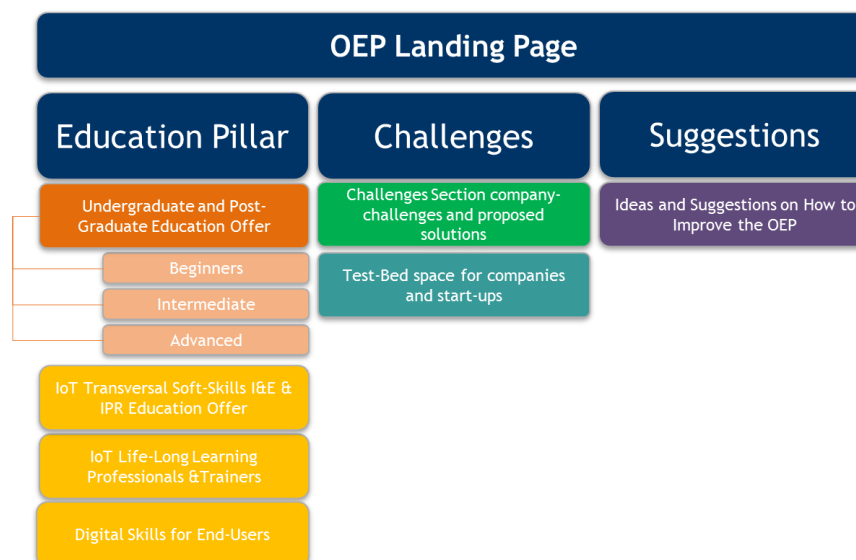 OEP Landing Page
Education Pillar
Challenges
Suggestions
Undergraduate and Post-
Graduate Education Offer
Beginners
Intermediate
Advanced
IoT Transversal Soft-Skills I&E &
IPR Education Offer
IoT Life-Long Learning
Professionals &Trainers
Digital Skills for End-Users
Challenges Section company-
challenges and proposed
solutions
Test-Bed space for companies
and start-ups
Ideas and Suggestions on How to
Improve the OEP